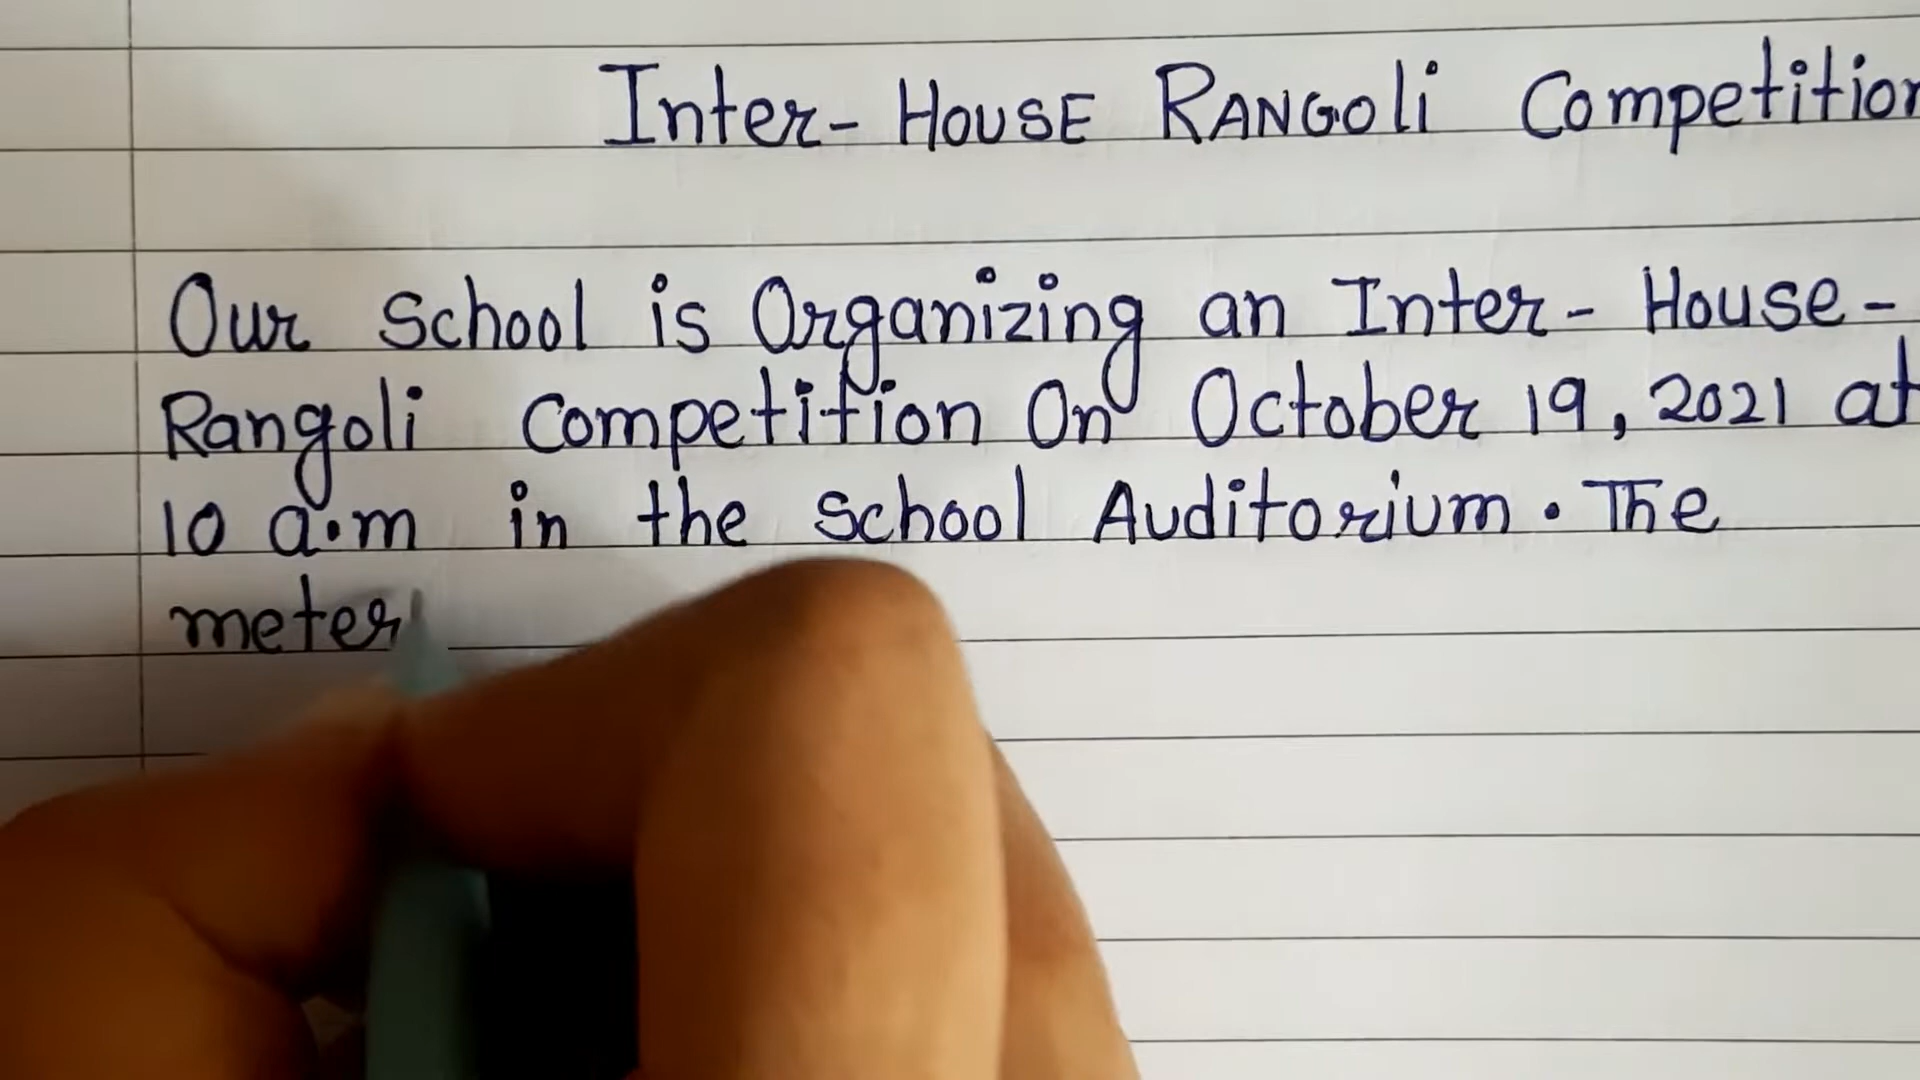 Inter-HOUSE RANGOli Competition
Our School is Organizing an Inter-House-
Rangoli Competition On October 19, 2021 at
10 a.m in the School Auditorium. The
meter